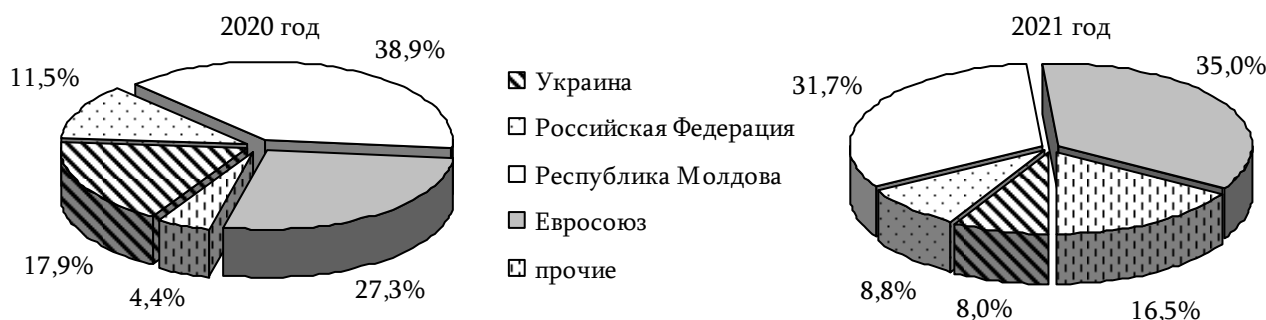 2020 год
38,9%
11,5%
17,9%
4,4%
27,3%
Украина
Российская Федерация
Республика Молдова
Евросоюз
прочие
2021 год
35,0%
31,7%
8,8%
8,0%
16,5%